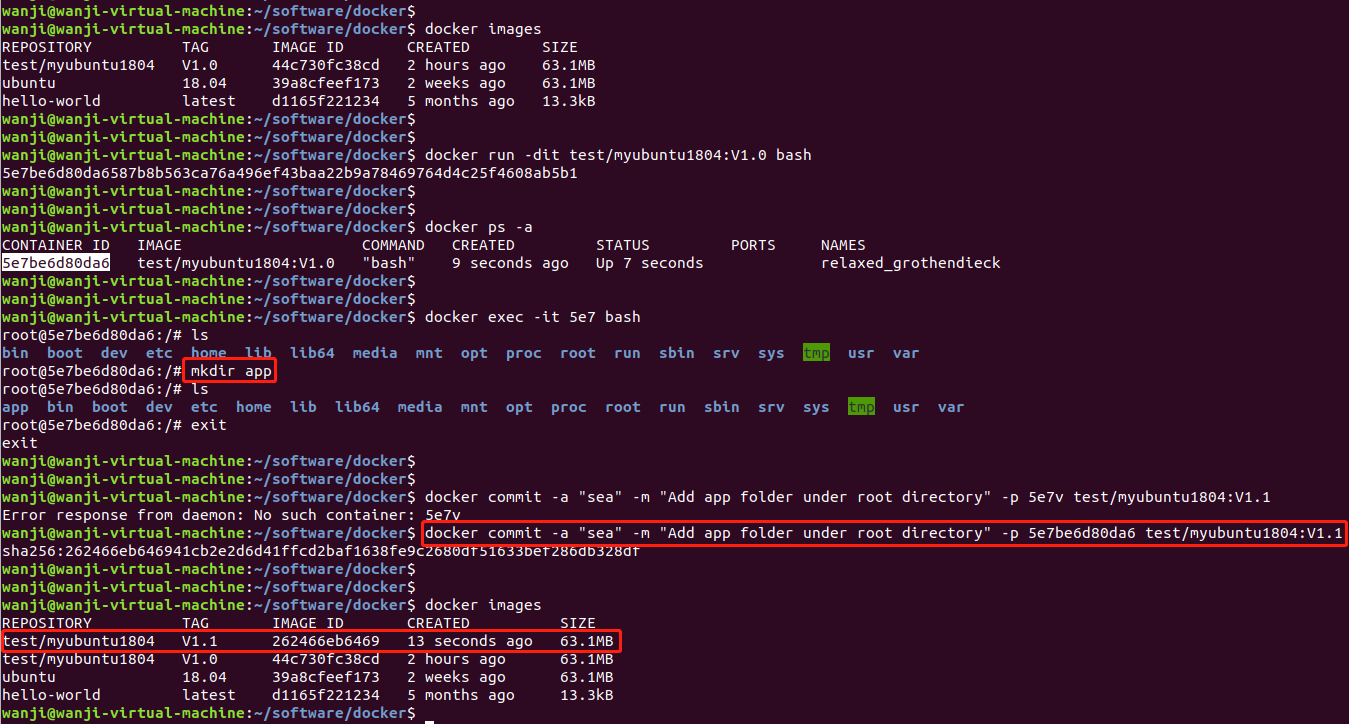 wanji@wanji-virtual-machine:~/software/docker$
wanji@wanji-virtual-machine:~/software/docker$ docker images
REPOSITORY          TAG       IMAGE ID       CREATED        SIZE
test/myubuntu1804   V1.0      44c730fc38cd   2 hours ago    63.1MB
ubuntu              18.04     39a8cfeef173   2 weeks ago    63.1MB
hello-world         latest    d1165f221234   5 months ago   13.3kB
wanji@wanji-virtual-machine:~/software/docker$
wanji@wanji-virtual-machine:~/software/docker$
wanji@wanji-virtual-machine:~/software/docker$ docker run -dit test/myubuntu1804:V1.0 bash
5e7be6d80da6587b8b563ca76a496ef43baa22b9a78469764d4c25f4608ab5b1
wanji@wanji-virtual-machine:~/software/docker$
wanji@wanji-virtual-machine:~/software/docker$
wanji@wanji-virtual-machine:~/software/docker$ docker ps -a
CONTAINER ID   IMAGE                    COMMAND   CREATED         STATUS         PORTS     NAMES
5e7be6d80da6   test/myubuntu1804:V1.0   "bash"    9 seconds ago   Up 7 seconds             relaxed_grothendieck
wanji@wanji-virtual-machine:~/software/docker$
wanji@wanji-virtual-machine:~/software/docker$
wanji@wanji-virtual-machine:~/software/docker$ docker exec -it 5e7 bash
root@5e7be6d80da6:/# ls
bin  boot  dev  etc  home  lib  lib64  media  mnt  opt  proc  root  run  sbin  srv  sys  tmp  usr  var
root@5e7be6d80da6:/# mkdir app
root@5e7be6d80da6:/# ls
app  bin  boot  dev  etc  home  lib  lib64  media  mnt  opt  proc  root  run  sbin  srv  sys  tmp  usr  var
root@5e7be6d80da6:/# exit
exit
wanji@wanji-virtual-machine:~/software/docker$
wanji@wanji-virtual-machine:~/software/docker$
wanji@wanji-virtual-machine:~/software/docker$ docker commit -a "sea" -m "Add app folder under root directory" -p 5e7v test/myubuntu1804:V1.1
Error response from daemon: No such container: 5e7v
wanji@wanji-virtual-machine:~/software/docker$ docker commit -a "sea" -m "Add app folder under root directory" -p 5e7be6d80da6 test/myubuntu1804:V1.1
sha256:262466eb646941cb2e2d6d41ffcd2baf1638fe9c2680df51633bef286db328df
wanji@wanji-virtual-machine:~/software/docker$
wanji@wanji-virtual-machine:~/software/docker$
wanji@wanji-virtual-machine:~/software/docker$ docker images
REPOSITORY          TAG       IMAGE ID       CREATED          SIZE
test/myubuntu1804   V1.1      262466eb6469   13 seconds ago   63.1MB
test/myubuntu1804   V1.0      44c730fc38cd   2 hours ago      63.1MB
ubuntu              18.04     39a8cfeef173   2 weeks ago      63.1MB
hello-world         latest    d1165f221234   5 months ago     13.3kB
wanji@wanji-virtual-machine:~/software/docker$